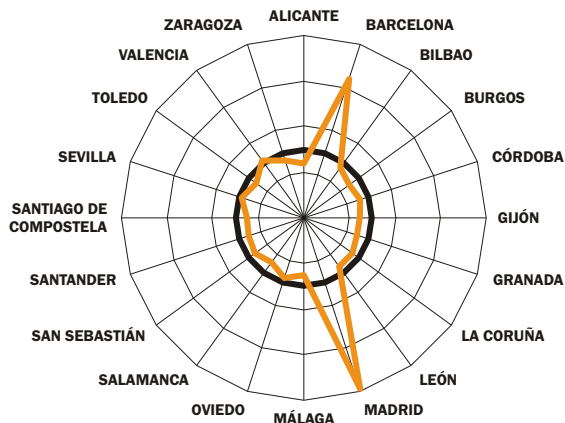 ALICANTE
BARCELONA
BILBAO
BURGOS
CÓRDOBA
GIJÓN
GRANADA
LA CORUÑA
LEÓN
MADRID
MÁLAGA
OVIEDO
SALAMANCA
SAN SEBASTIÁN
SANTANDER
SANTIAGO DE
COMPOSTELA
SEVILLA
TOLEDO
VALENCIA
ZARAGOZA